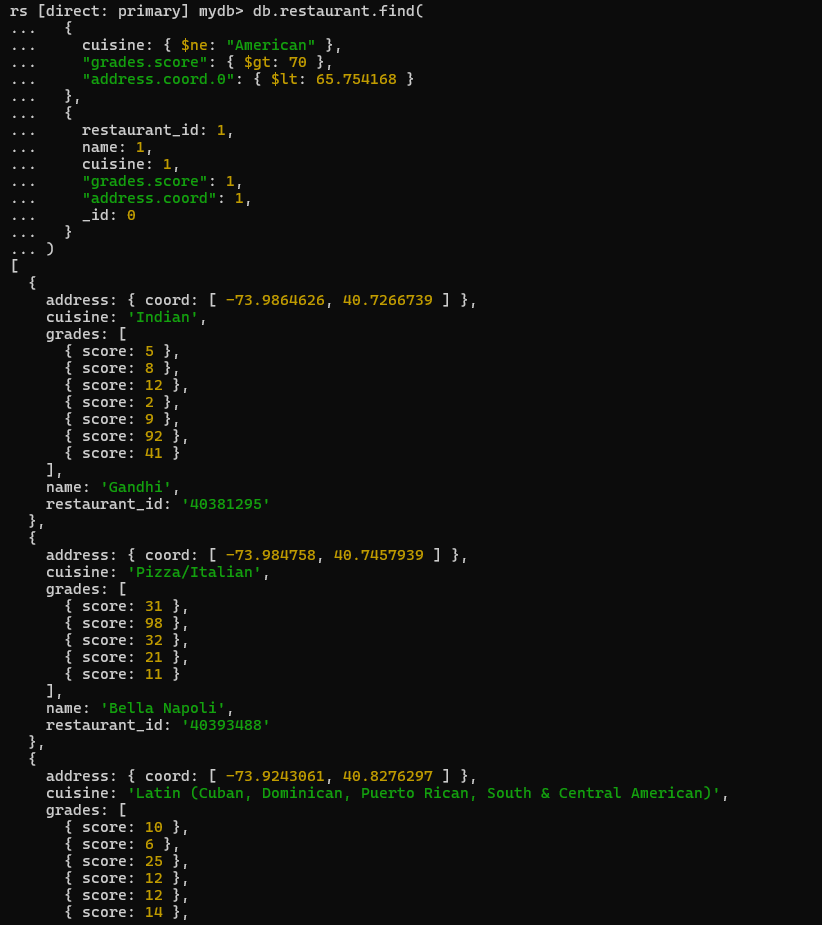 rs [direct: primary] mydb> db.restaurant.find(
...   {
...     cuisine: { $ne: "American" },
...     "grades.score": { $gt: 70 },
...     "address.coord.0": { $lt: 65.754168 }
...   },
...   {
...     restaurant_id: 1,
...     name: 1,
...     cuisine: 1,
...     "grades.score": 1,
...     "address.coord": 1,
...     _id: 0
...   }
... )
[
  {
    address: { coord: [ -73.9864626, 40.7266739 ] },
    cuisine: 'Indian',
    grades: [
      { score: 5 },
      { score: 8 },
      { score: 12 },
      { score: 2 },
      { score: 9 },
      { score: 92 },
      { score: 41 }
    ],
    name: 'Gandhi',
    restaurant_id: '40381295'
  },
  {
    address: { coord: [ -73.984758, 40.7457939 ] },
    cuisine: 'Pizza/Italian',
    grades: [
      { score: 31 },
      { score: 98 },
      { score: 32 },
      { score: 21 },
      { score: 11 }
    ],
    name: 'Bella Napoli',
    restaurant_id: '40393488'
  },
  {
    address: { coord: [ -73.9243061, 40.8276297 ] },
    cuisine: 'Latin (Cuban, Dominican, Puerto Rican, South & Central American)',
    grades: [
      { score: 10 },
      { score: 6 },
      { score: 25 },
      { score: 12 },
      { score: 12 },
      { score: 14 },